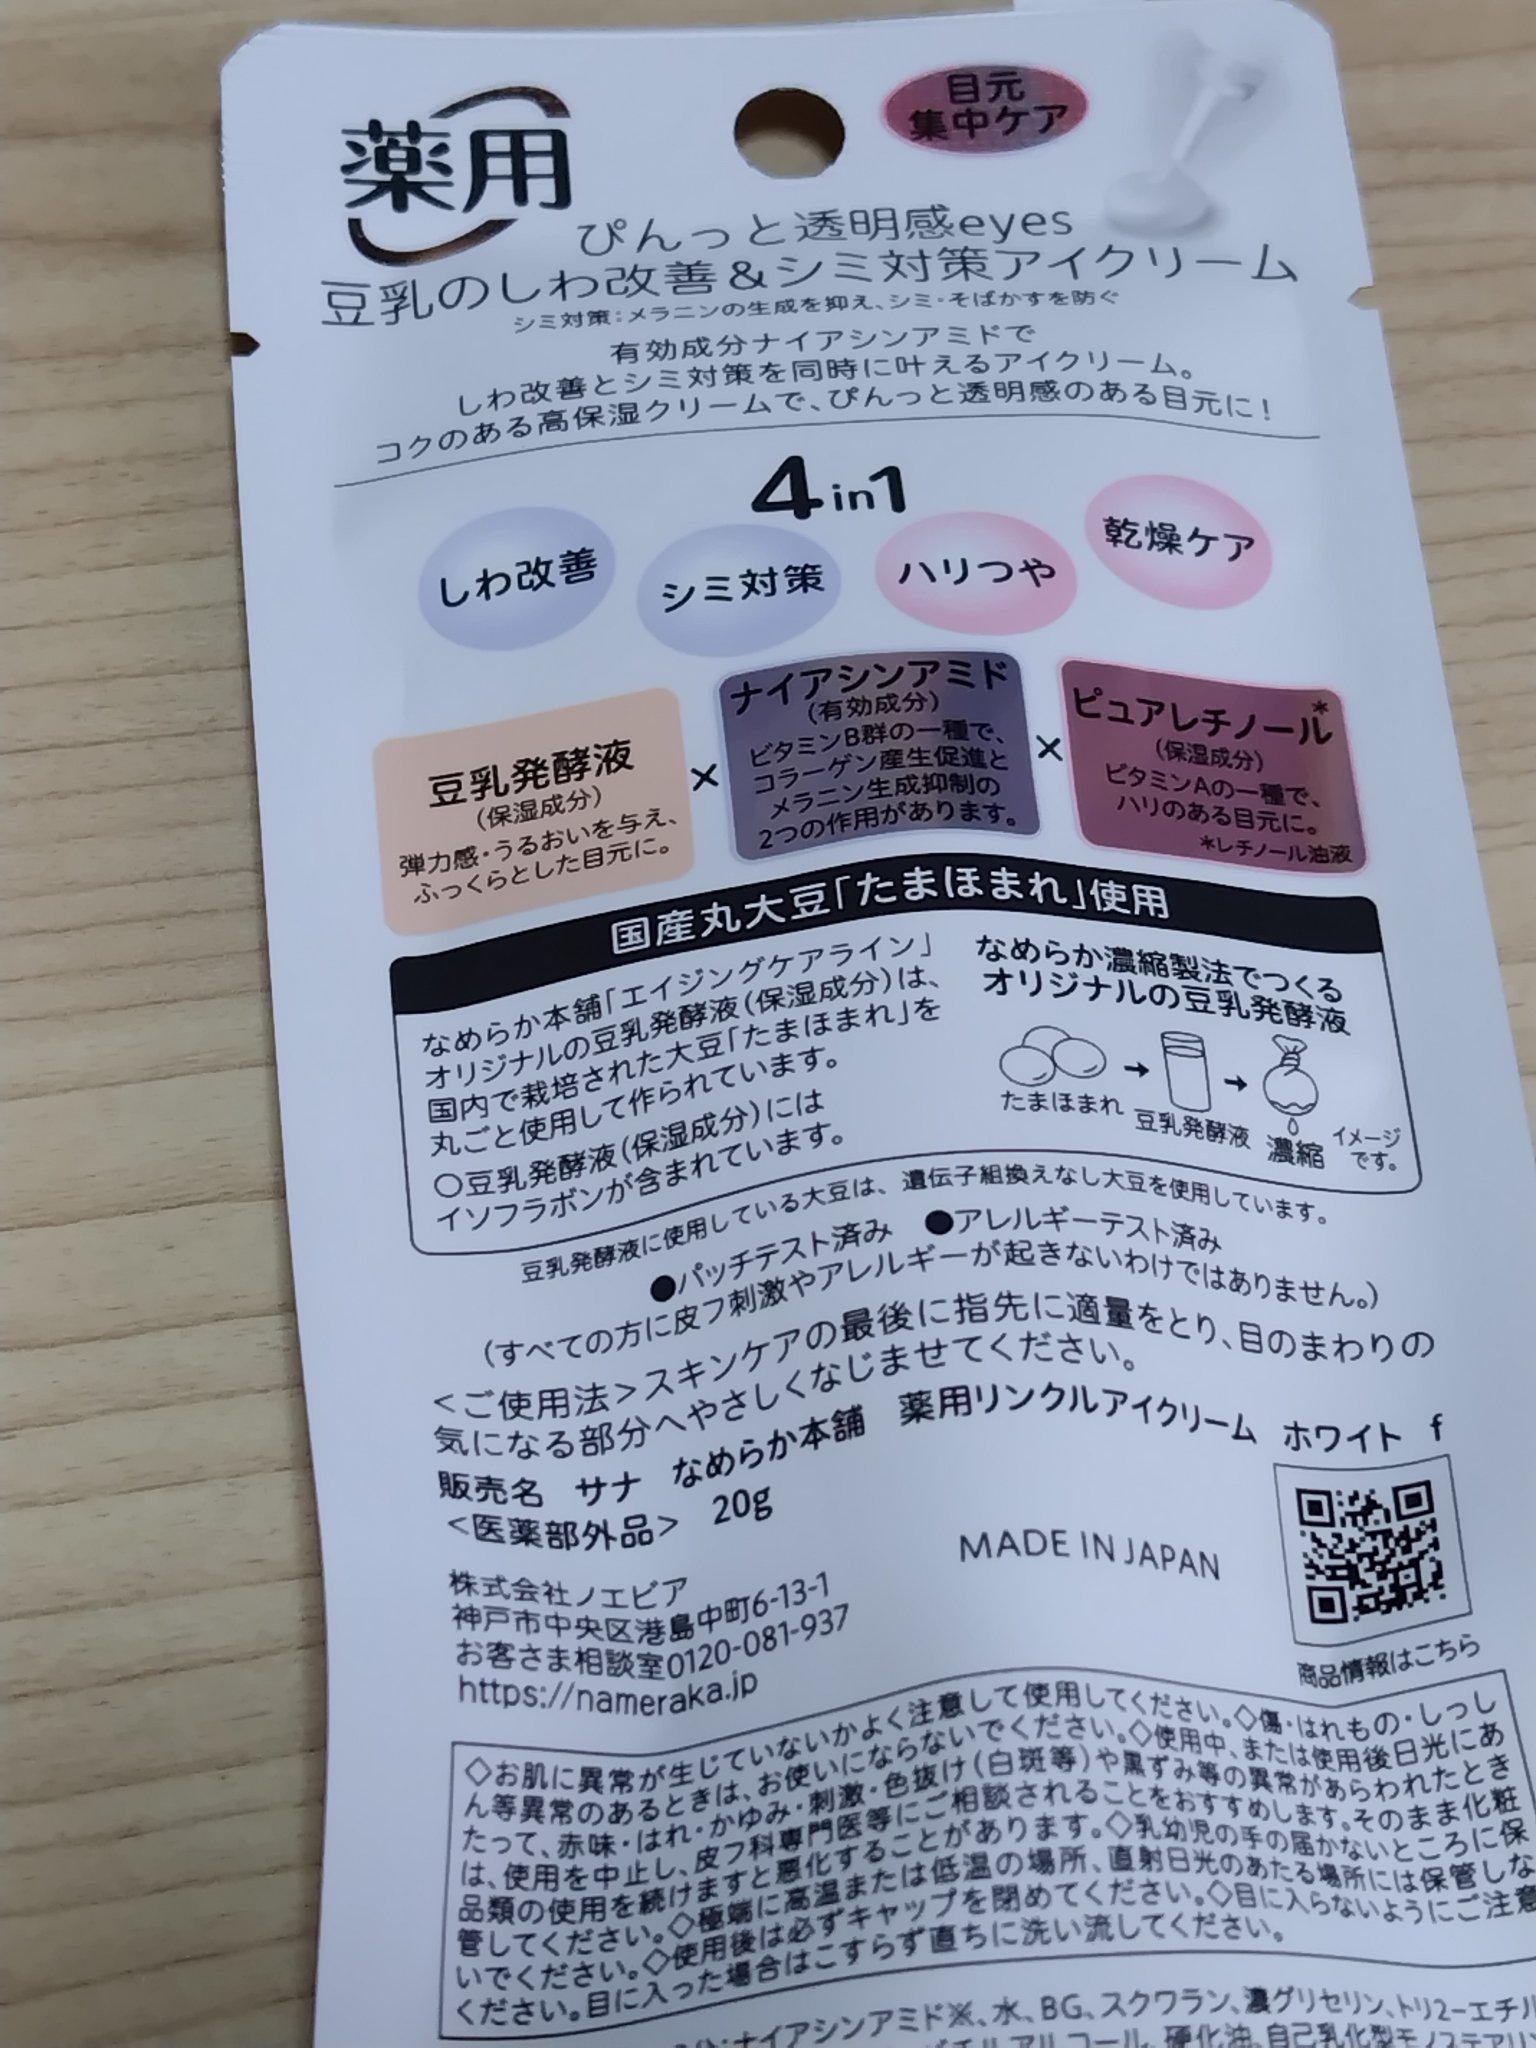 薬用
目元
集中ケア
ぴんっと透明感eyes
豆乳のしわ改善&シミ対策アイクリーム
シミ対策：メラニンの生成を抑え、シミ・そばかすを防ぐ
有効成分ナイアシンアミドで
しわ改善とシミ対策を同時に叶えるアイクリーム。
コクのある高保湿クリームで、ぴんっと透明感のある目元に！
4in1
しわ改善
シミ対策
ハリつや
乾燥ケア
豆乳発酵液
(保湿成分)
弾力感・うるおいを与え、
ふっくらとした目元に。
×
ナイアシンアミド
(有効成分)
ビタミンB群の一種で、
コラーゲン産生促進と
メラニン生成抑制の
2つの作用があります。
×
ピュアレチノール*
(保湿成分)
ビタミンAの一種で、
ハリのある目元に。
*レチノール油液
国産丸大豆「たまほまれ」使用
なめらか本舗「エイジングケアライン」
オリジナルの豆乳発酵液(保湿成分)は、
国内で栽培された大豆「たまほまれ」を
丸ごと使用して作られています。
○豆乳発酵液(保湿成分)には
イソフラボンが含まれています。
なめらか濃縮製法でつくる
オリジナルの豆乳発酵液
たまほまれ
豆乳発酵液
濃縮
イメージ
です。
豆乳発酵液に使用している大豆は、遺伝子組換えなし大豆を使用しています。
●パッチテスト済み ●アレルギーテスト済み
(すべての方に皮フ刺激やアレルギーが起きないわけではありません。)
<ご使用法>スキンケアの最後に指先に適量をとり、目のまわりの
気になる部分へやさしくなじませてください。
販売名 サナ なめらか本舗 薬用リンクルアイクリーム ホワイト f
<医薬部外品> 20g
MADE IN JAPAN
株式会社ノエビア
神戸市中央区港島中町6-13-1
お客さま相談室0120-081-937
https://nameraka.jp
商品情報はこちら
◇お肌に異常が生じていないかよく注意して使用してください。◇傷・はれもの・しっし
ん等異常のあるときは、お使いにならないでください。◇使用中、または使用後日光にあ
たって、赤味・はれ・かゆみ・刺激・色抜け(白斑等)や黒ずみ等の異常があらわれたとき
は、使用を中止し、皮フ科専門医等にご相談されることをおすすめします。そのまま化粧
品類の使用を続けますと悪化することがあります。◇乳幼児の手の届かないところに保
管してください。◇極端に高温または低温の場所、直射日光のあたる場所には保管しな
いでください。◇使用後は必ずキャップを閉めてください。◇目に入らないようにご注意
ください。目に入った場合はこすらず直ちに洗い流してください。
ナイアシンアミド※、水、BG、スクワラン、濃グリセリン、トリ2-エチル
アルコール、硬化油、自己乳化型モノステアリン